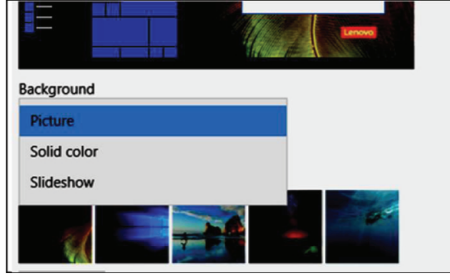 Lenovo
Background
Picture
Solid color
Slideshow